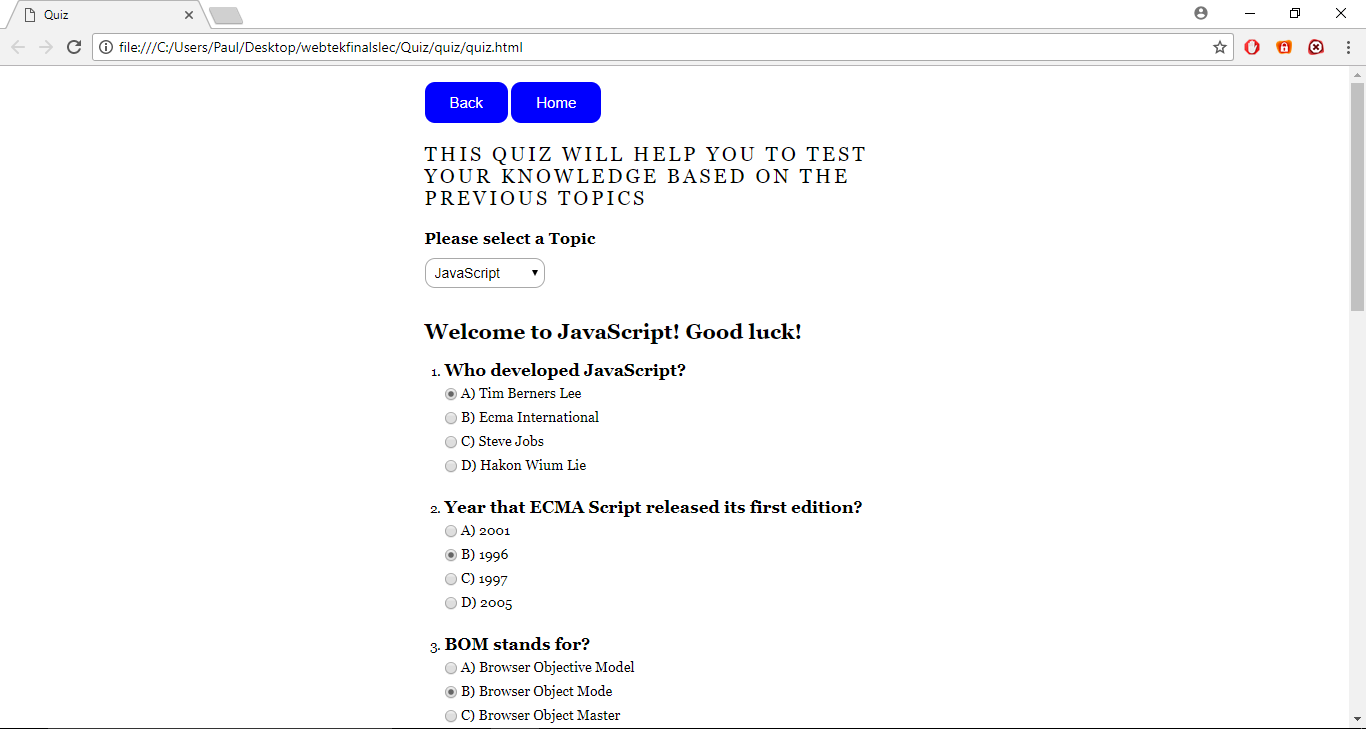 Quiz
file:///C:/Users/Paul/Desktop/webtekfinalslec/Quiz/quiz/quiz.html
Back Home
THIS QUIZ WILL HELP YOU TO TEST
YOUR KNOWLEDGE BASED ON THE
PREVIOUS TOPICS
Please select a Topic
JavaScript
Welcome to JavaScript! Good luck!
1. Who developed JavaScript?
A) Tim Berners Lee
B) Ecma International
C) Steve Jobs
D) Hakon Wium Lie
2. Year that ECMA Script released its first edition?
A) 2001
B) 1996
C) 1997
D) 2005
3. BOM stands for?
A) Browser Objective Model
B) Browser Object Mode
C) Browser Object Master